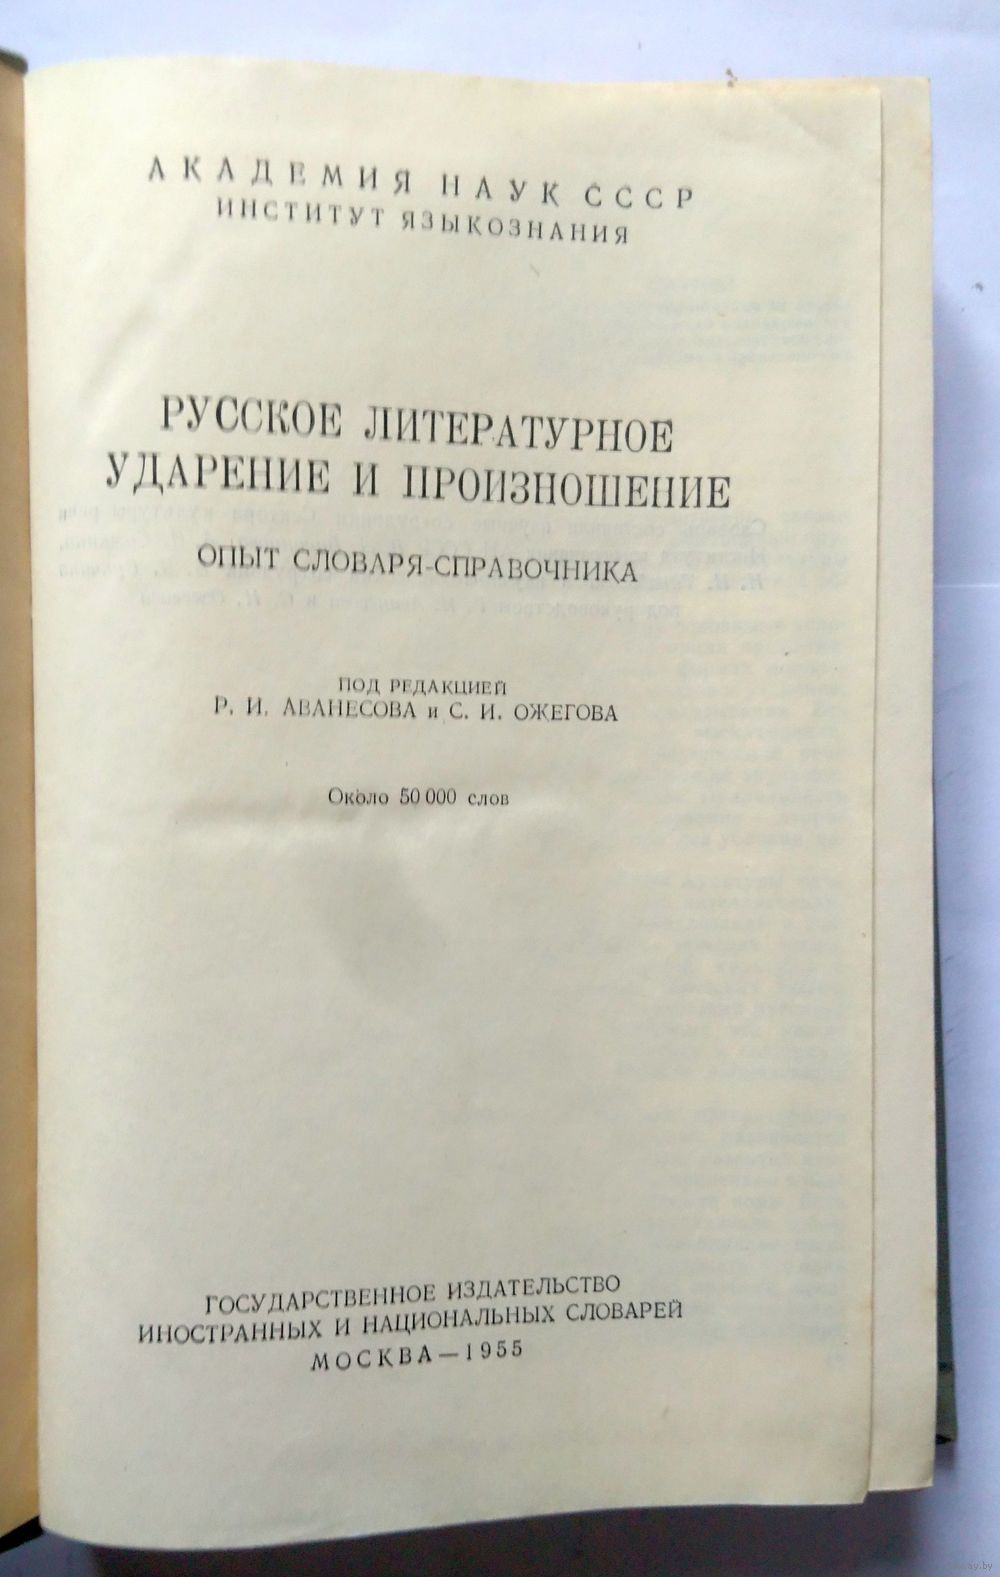 АКАДЕМИЯ НАУК СССР
ИНСТИТУТ ЯЗЫКОЗНАНИЯ
РУССКОЕ ЛИТЕРАТУРНОЕ
УДАРЕНИЕ И ПРОИЗНОШЕНИЕ
ОПЫТ СЛОВАРЯ-СПРАВОЧНИКА
ПОД РЕДАКЦИЕЙ
Р. И. АВАНЕСОВА и С. И. ОЖЕГОВА
Около 50 000 слов
ГОСУДАРСТВЕННОЕ ИЗДАТЕЛЬСТВО
ИНОСТРАННЫХ И НАЦИОНАЛЬНЫХ СЛОВАРЕЙ
МОСКВА — 1955